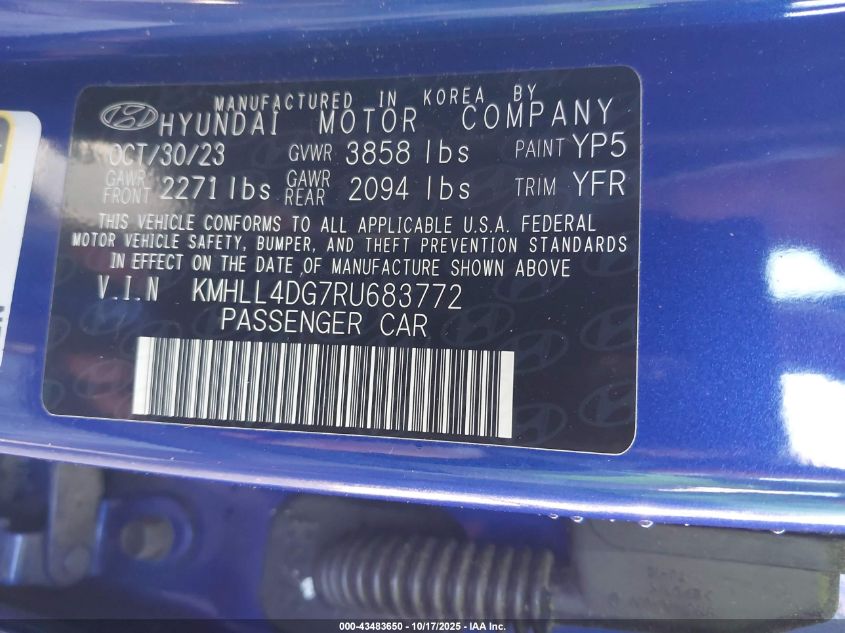 MANUFACTURED IN KOREA BY
HYUNDAI MOTOR COMPANY
OCT/30/23 GVWR 3858 lbs PAINT YP5
GAWR FRONT 2271 lbs GAWR REAR 2094 lbs TRIM YFR
THIS VEHICLE CONFORMS TO ALL APPLICABLE U.S.A. FEDERAL
MOTOR VEHICLE SAFETY, BUMPER, AND THEFT PREVENTION STANDARDS
IN EFFECT ON THE DATE OF MANUFACTURE SHOWN ABOVE
V.I.N KMHLL4DG7RU683772
PASSENGER CAR
000-43483650 - 10/17/2025 - IAA Inc.